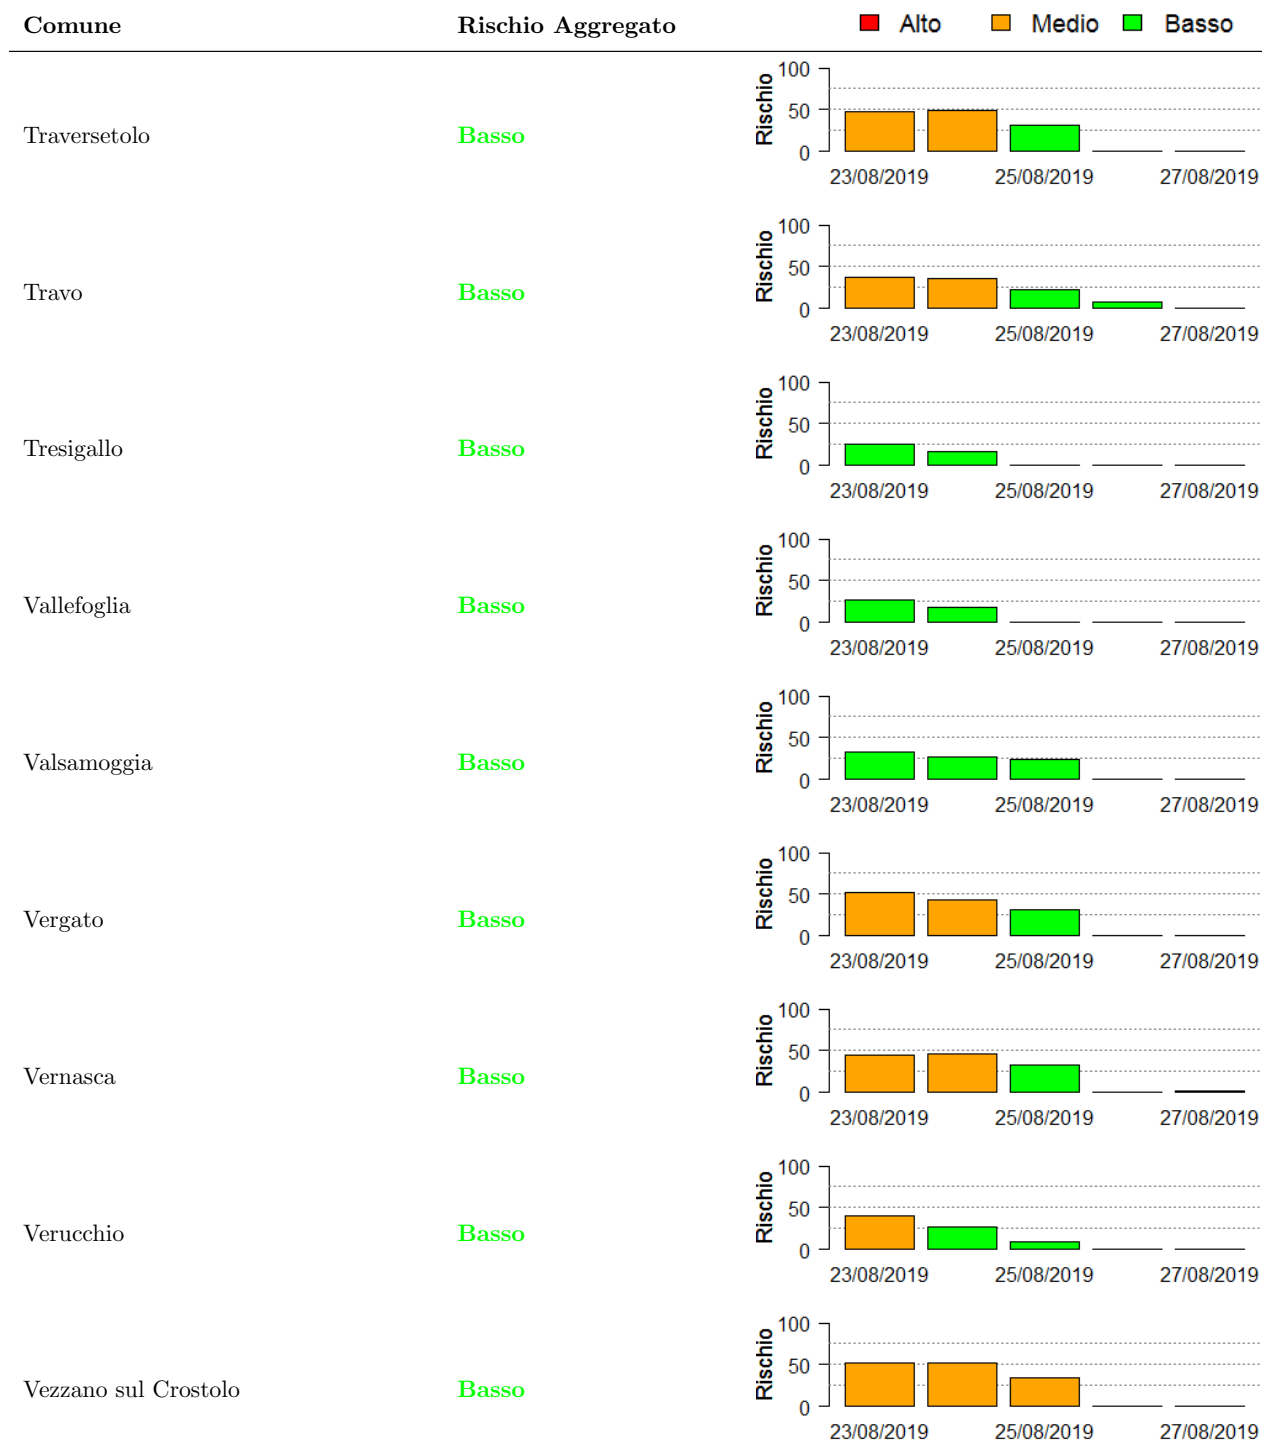 Comune Rischio Aggregato Alto Medio Basso
Traversetolo Basso Rischio 100 50 0
23/08/2019 25/08/2019 27/08/2019
Travo Basso Rischio 100 50 0
23/08/2019 25/08/2019 27/08/2019
Tresigallo Basso Rischio 100 50 0
23/08/2019 25/08/2019 27/08/2019
Vallefoglia Basso Rischio 100 50 0
23/08/2019 25/08/2019 27/08/2019
Valsamoggia Basso Rischio 100 50 0
23/08/2019 25/08/2019 27/08/2019
Vergato Basso Rischio 100 50 0
23/08/2019 25/08/2019 27/08/2019
Vernasca Basso Rischio 100 50 0
23/08/2019 25/08/2019 27/08/2019
Verucchio Basso Rischio 100 50 0
23/08/2019 25/08/2019 27/08/2019
Vezzano sul Crostolo Basso Rischio 100 50 0
23/08/2019 25/08/2019 27/08/2019